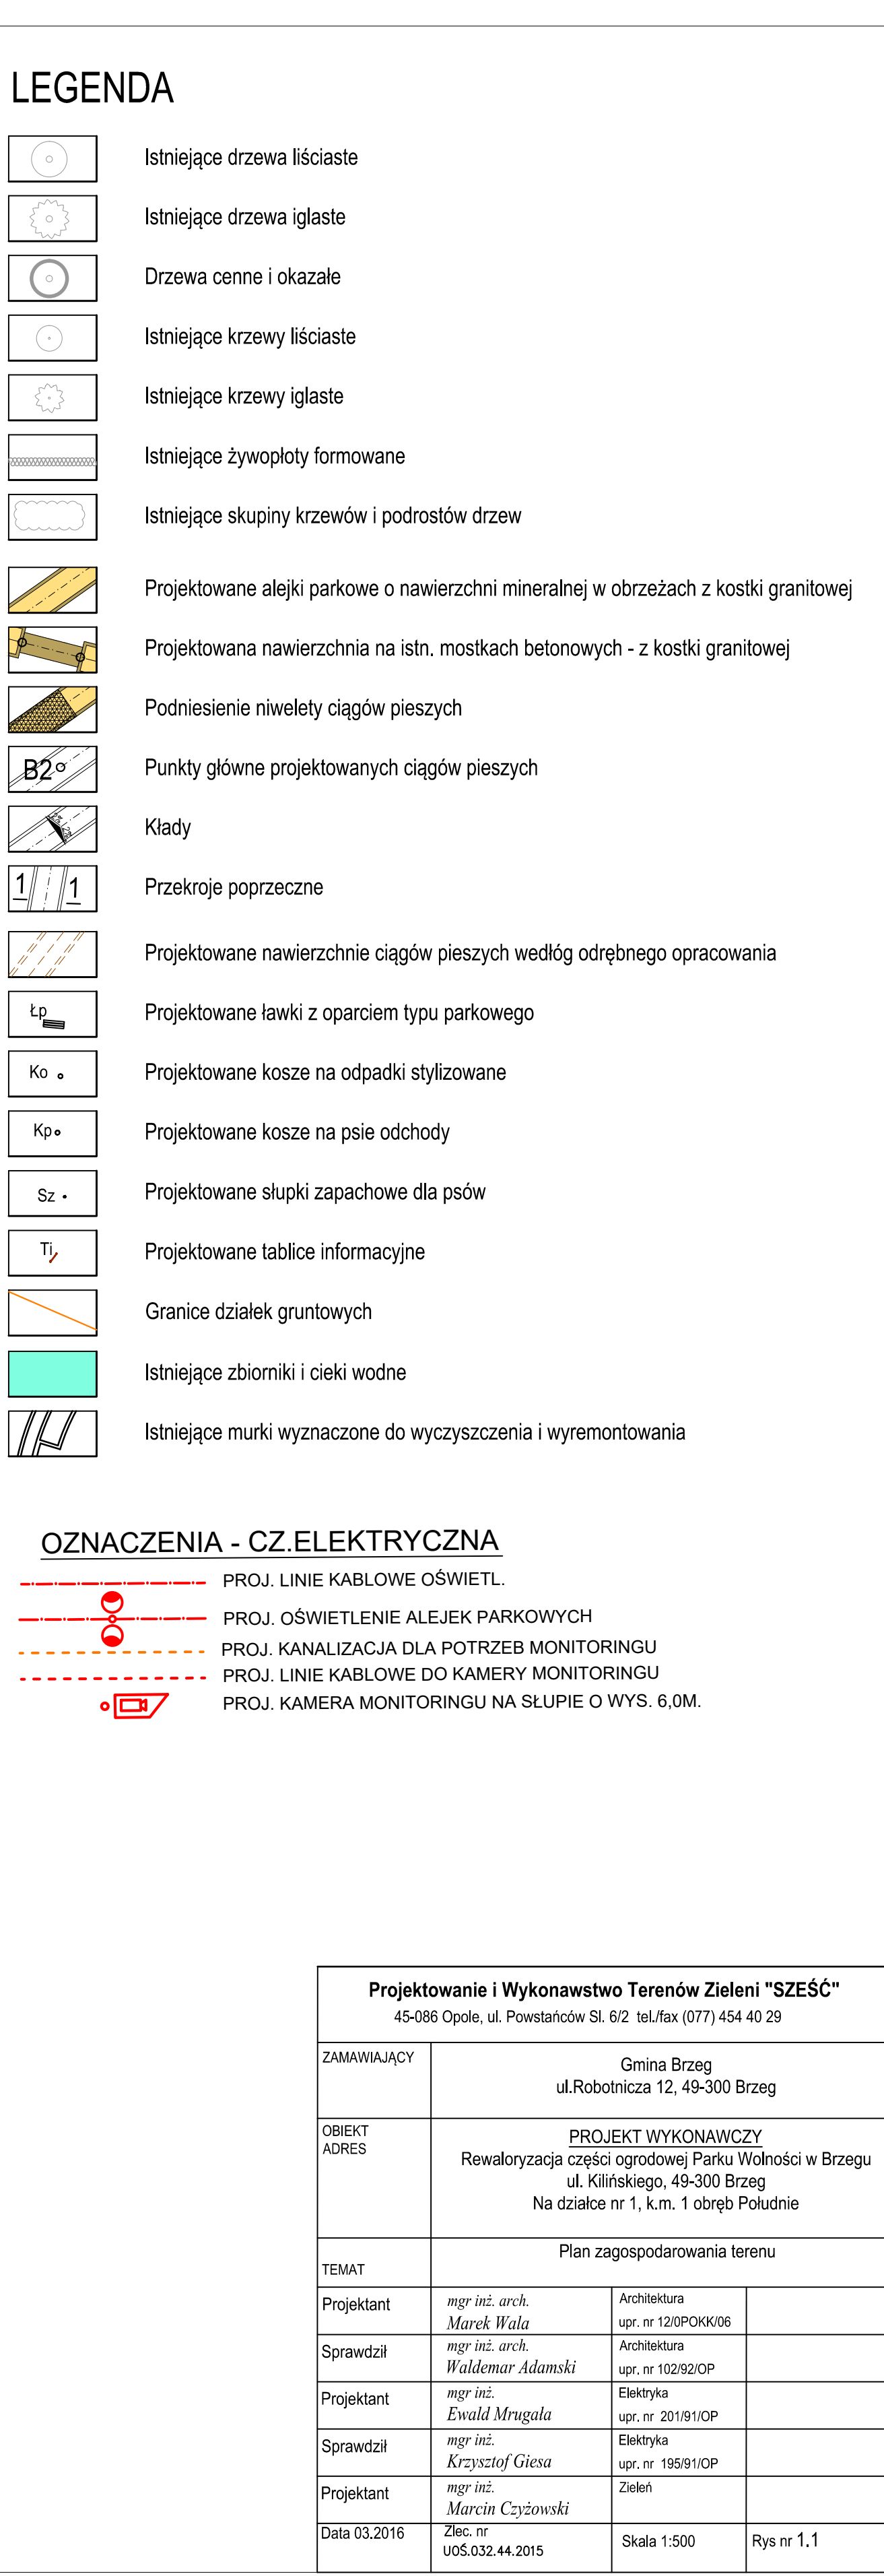 LEGENDA
Istniejące drzewa liściaste
Istniejące drzewa iglaste
Drzewa cenne i okazałe
Istniejące krzewy liściaste
Istniejące krzewy iglaste
Istniejące żywopłoty formowane
Istniejące skupiny krzewów i podrostów drzew
Projektowane alejki parkowe o nawierzchni mineralnej w obrzeżach z kostki granitowej
Projektowana nawierzchnia na istn. mostkach betonowych - z kostki granitowej
Podniesienie niwelety ciągów pieszych
B2 Punkty główne projektowanych ciągów pieszych
2% 2% Kłady
1 1 Przekroje poprzeczne
Projektowane nawierzchnie ciągów pieszych wedłóg odrębnego opracowania
Łp Projektowane ławki z oparciem typu parkowego
Ko Projektowane kosze na odpadki stylizowane
Kp Projektowane kosze na psie odchody
Sz Projektowane słupki zapachowe dla psów
Ti Projektowane tablice informacyjne
Granice działek gruntowych
Istniejące zbiorniki i cieki wodne
Istniejące murki wyznaczone do wyczyszczenia i wyremontowania
OZNACZENIA - CZ.ELEKTRYCZNA
PROJ. LINIE KABLOWE OŚWIETL.
PROJ. OŚWIETLENIE ALEJEK PARKOWYCH
PROJ. KANALIZACJA DLA POTRZEB MONITORINGU
PROJ. LINIE KABLOWE DO KAMERY MONITORINGU
PROJ. KAMERA MONITORINGU NA SŁUPIE O WYS. 6,0M.
Projektowanie i Wykonawstwo Terenów Zieleni "SZEŚĆ"
45-086 Opole, ul. Powstańców Sl. 6/2 tel./fax (077) 454 40 29
ZAMAWIAJĄCY
Gmina Brzeg
ul.Robotnicza 12, 49-300 Brzeg
OBIEKT
ADRES
PROJEKT WYKONAWCZY
Rewaloryzacja części ogrodowej Parku Wolności w Brzegu
ul. Kilińskiego, 49-300 Brzeg
Na działce nr 1, k.m. 1 obręb Południe
TEMAT
Plan zagospodarowania terenu
Projektant
mgr inż. arch.
Marek Wala
Architektura
upr. nr 12/0POKK/06
Sprawdził
mgr inż. arch.
Waldemar Adamski
Architektura
upr. nr 102/92/OP
Projektant
mgr inż.
Ewald Mrugała
Elektryka
upr. nr 201/91/OP
Sprawdził
mgr inż.
Krzysztof Giesa
Elektryka
upr. nr 195/91/OP
Projektant
mgr inż.
Marcin Czyżowski
Zieleń
Data 03.2016
Zlec. nr
UOŚ.032.44.2015
Skala 1:500
Rys nr 1.1